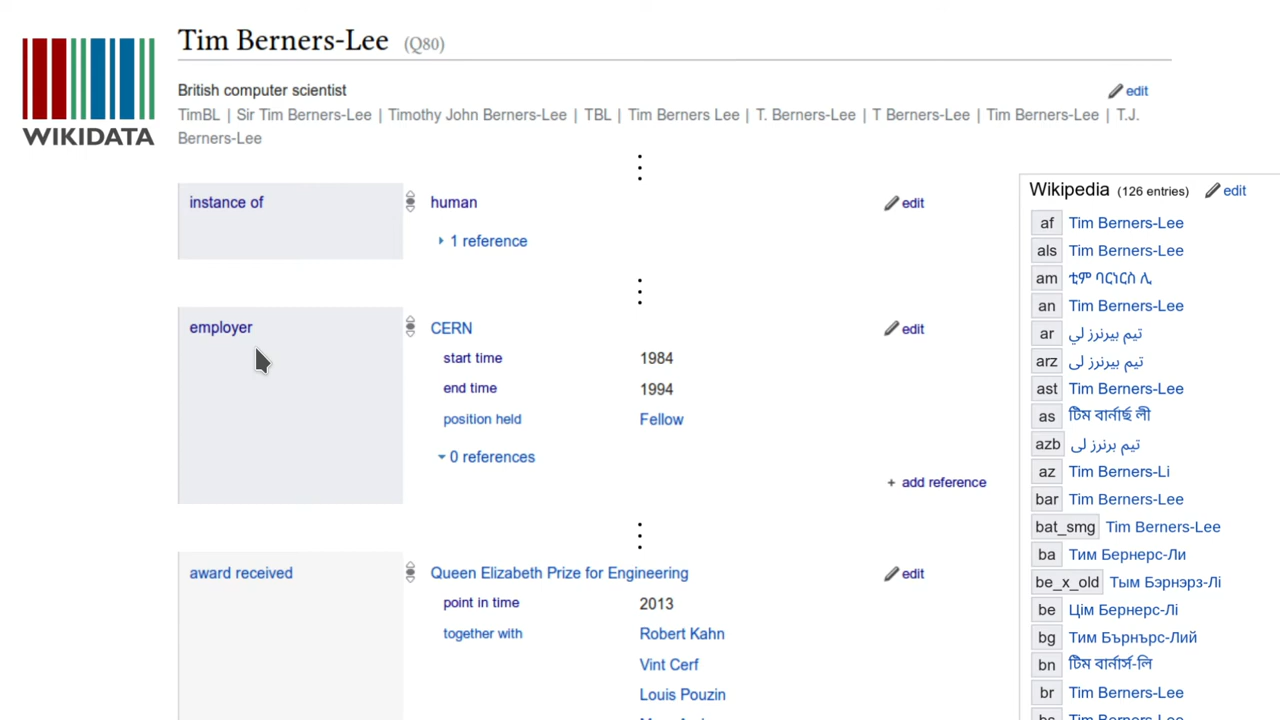 WIKIDATA
Tim Berners-Lee (Q80)
British computer scientist
edit
TimBL | Sir Tim Berners-Lee | Timothy John Berners-Lee | TBL | Tim Berners Lee | T. Berners-Lee | T Berners-Lee | Tim Berners-Lee | T.J.
Berners-Lee
instance of
human
edit
1 reference
employer
CERN
edit
start time 1984
end time 1994
position held Fellow
0 references
+ add reference
award received
Queen Elizabeth Prize for Engineering
edit
point in time 2013
together with Robert Kahn
Vint Cerf
Louis Pouzin
Wikipedia (126 entries) edit
af Tim Berners-Lee
als Tim Berners-Lee
am ቲም ባርነርስ ሊ
an Tim Berners-Lee
ar تيم بيرنرز لي
arz تيم بيرنرز لى
ast Tim Berners-Lee
as টিম বাৰ্নাৰ্ছ লী
azb تیم برنرز لی
az Tim Berners-Li
bar Tim Berners-Lee
bat_smg Tim Berners-Lee
ba Тим Бернерс-Ли
be_x_old Тым Бэрнэрз-Лі
be Цім Бернерс-Лі
bg Тим Бърнърс-Лий
bn টিম বার্নার্স-লি
br Tim Berners-Lee
bs Tim Berners-Lee